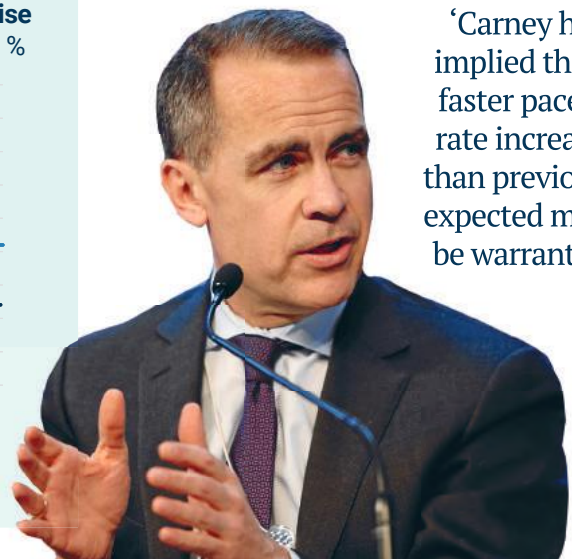 ise
%
‘Carney h
implied th
faster pace
rate increa
than previo
expected m
be warrant